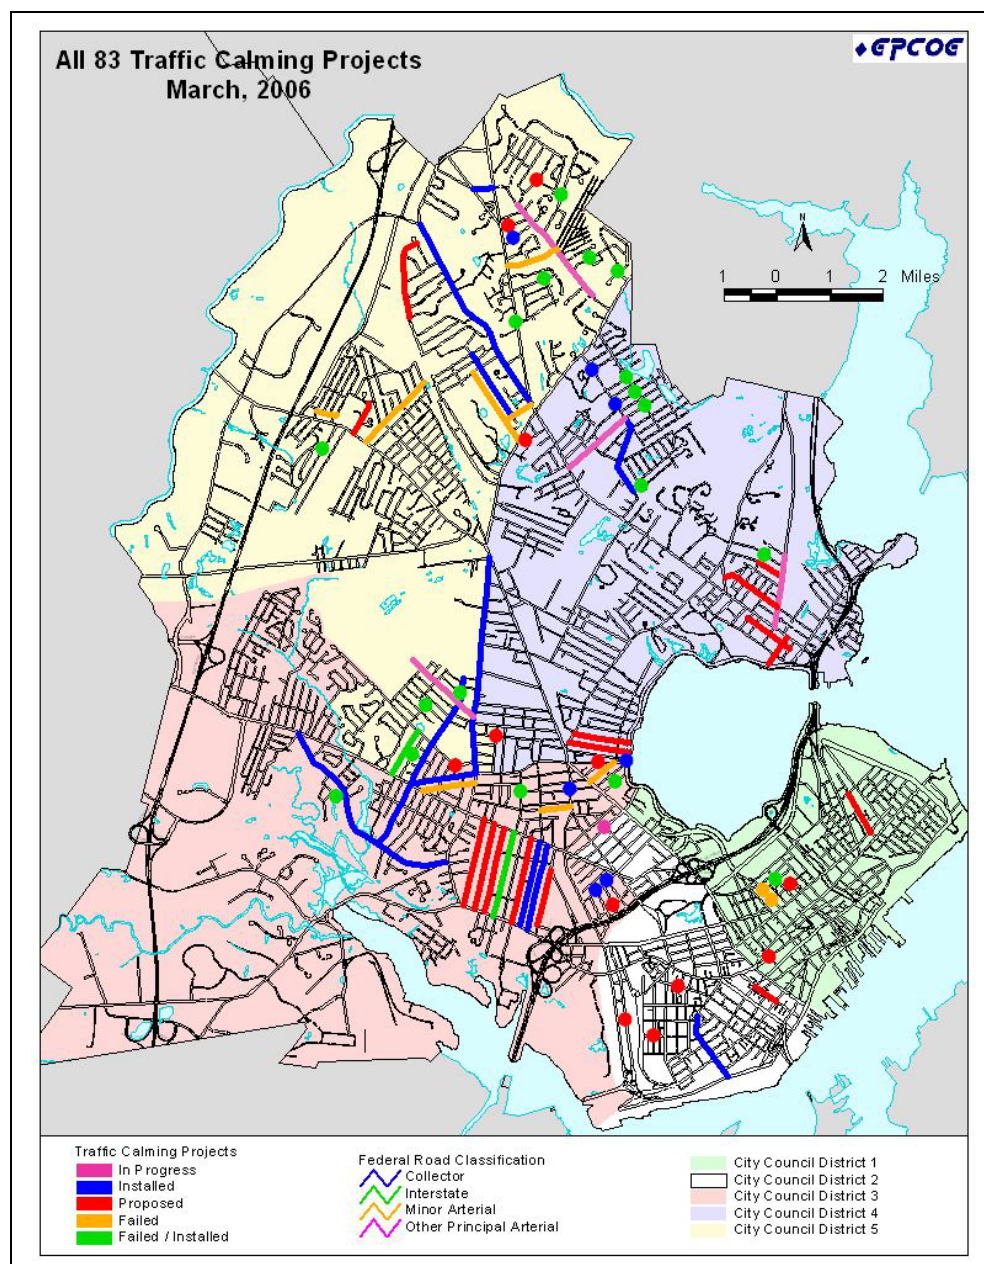 All 83 Traffic Calming Projects
March, 2006
EPCOG
N
1 0 1 2 Miles
Traffic Calming Projects
In Progress
Installed
Proposed
Failed
Failed / Installed
Federal Road Classification
Collector
Interstate
Minor Arterial
Other Principal Arterial
City Council District 1
City Council District 2
City Council District 3
City Council District 4
City Council District 5